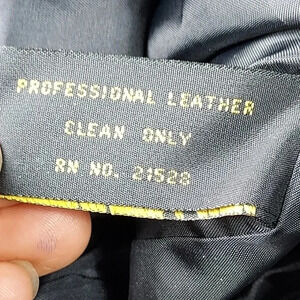 PROFESSIONAL LEATHER
CLEAN ONLY
RN NO. 21528